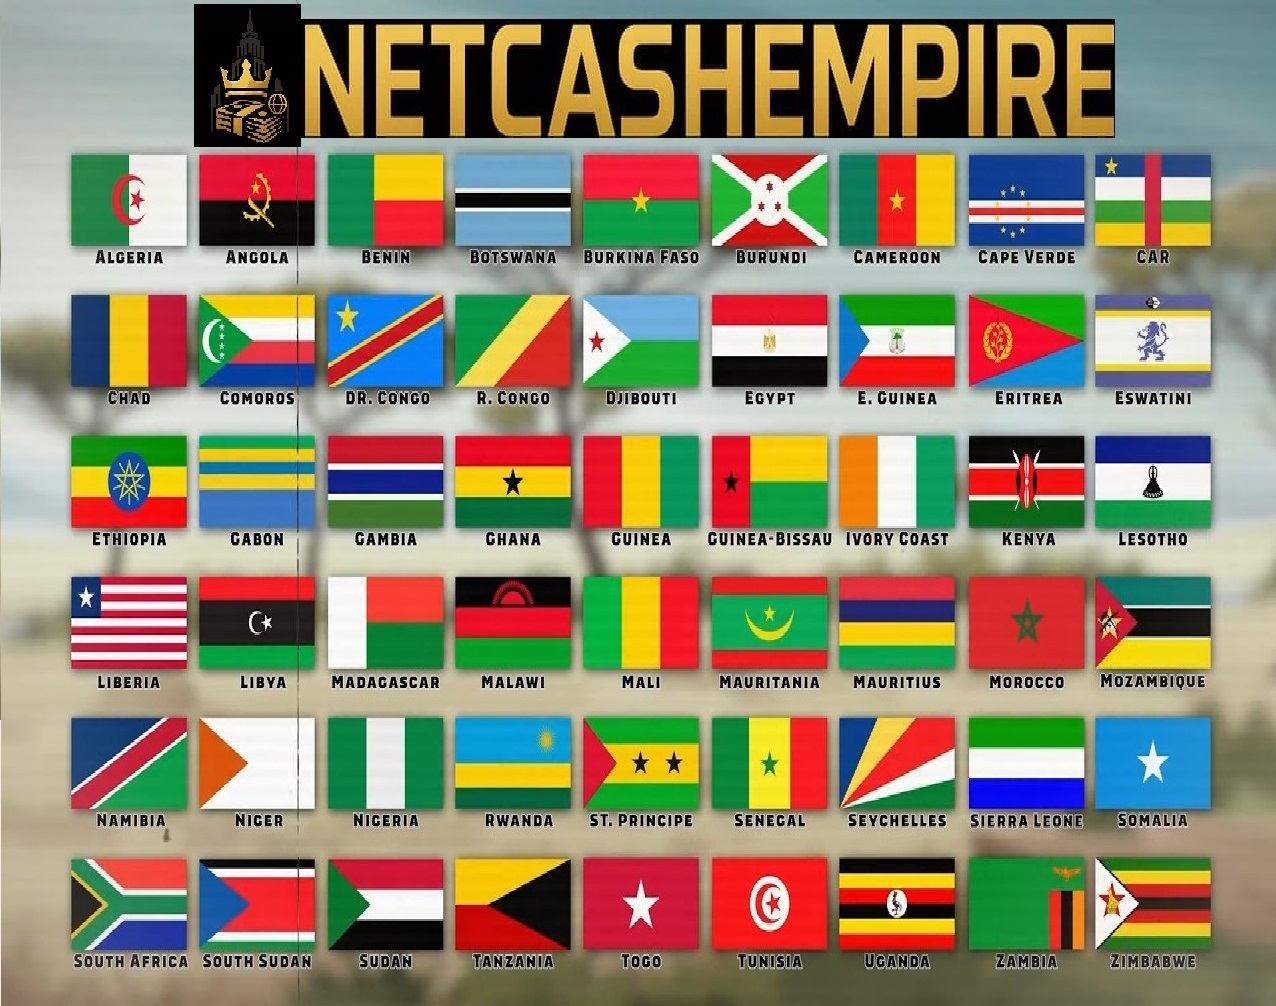 NETCASHEMPIRE
ALGERIA ANGOLA BENIN BOTSWANA BURKINA FASO BURUNDI CAMEROON CAPE VERDE CAR
CHAD COMOROS DR. CONGO R. CONGO DJIBOUTI EGYPT E. GUINEA ERITREA ESWATINI
ETHIOPIA GABON GAMBIA GHANA GUINEA GUINEA-BISSAU IVORY COAST KENYA LESOTHO
LIBERIA LIBYA MADAGASCAR MALAWI MALI MAURITANIA MAURITIUS MOROCCO MOZAMBIQUE
NAMIBIA NIGER NIGERIA RWANDA ST. PRINCIPE SENEGAL SEYCHELLES SIERRA LEONE SOMALIA
SOUTH AFRICA SOUTH SUDAN SUDAN TANZANIA TOGO TUNISIA UGANDA ZAMBIA ZIMBABWE